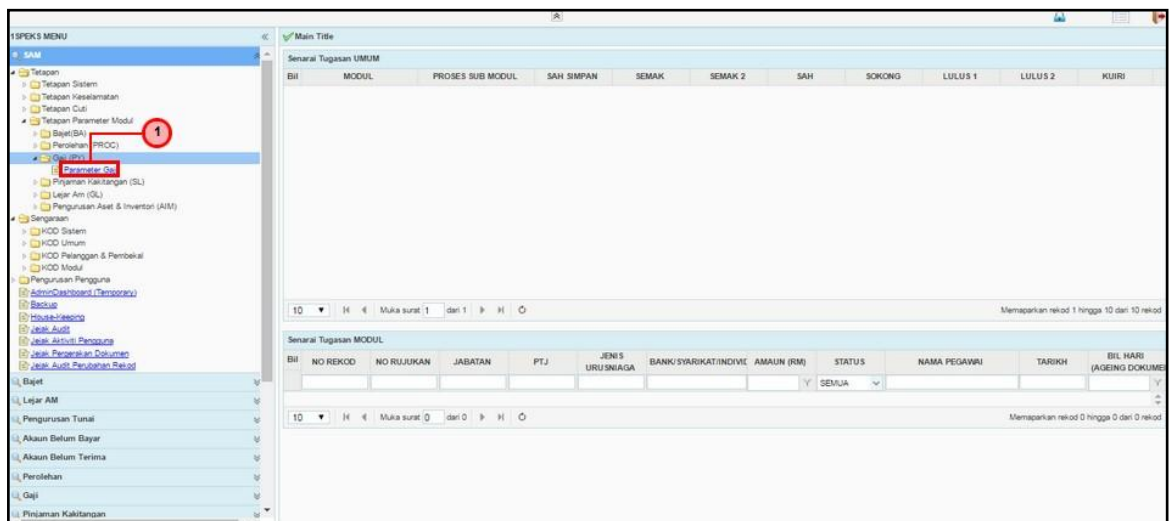 1SPEKS MENU
SAM
Tetapan
Tetapan Sistem
Tetapan Keselamatan
Tetapan Cuti
Tetapan Parameter Modul
Bajet(BA)
Perolehan (PROC)
Gaji (PY)
Parameter Gaji
Pinjaman Kakitangan (SL)
Lejar Am (GL)
Pengurusan Aset & Inventori (AIM)
Sengaraan
KOD Sistem
KOD Umum
KOD Pelanggan & Pembekal
KOD Modul
Pengurusan Pengguna
AdminDashboard (Temporary)
Backup
House-Keeping
Jejak Audit
Jejak Aktiviti Pengguna
Jejak Pergerakan Dokumen
Jejak Audit Perubahan Rekod
Bajet
Lejar AM
Pengurusan Tunai
Akaun Belum Bayar
Akaun Belum Terima
Perolehan
Gaji
Pinjaman Kakitangan
1
Main Title
Senarai Tugasan UMUM
Bil MODUL PROSES SUB MODUL SAH SIMPAN SEMAK SEMAK 2 SAH SOKONG LULUS 1 LULUS 2 KUIRI
10 Muka surat 1 dari 1 Memaparkan rekod 1 hingga 10 dari 10 rekod
Senarai Tugasan MODUL
Bil NO REKOD NO RUJUKAN JABATAN PTJ JENIS URUSNIAGA BANK/SYARIKAT/INDIVID AMAUN (RM) STATUS NAMA PEGAWAI TARIKH BIL HARI (AGEING DOKUME
SEMUA
10 Muka surat 0 dari 0 Memaparkan rekod 0 hingga 0 dari 0 rekod